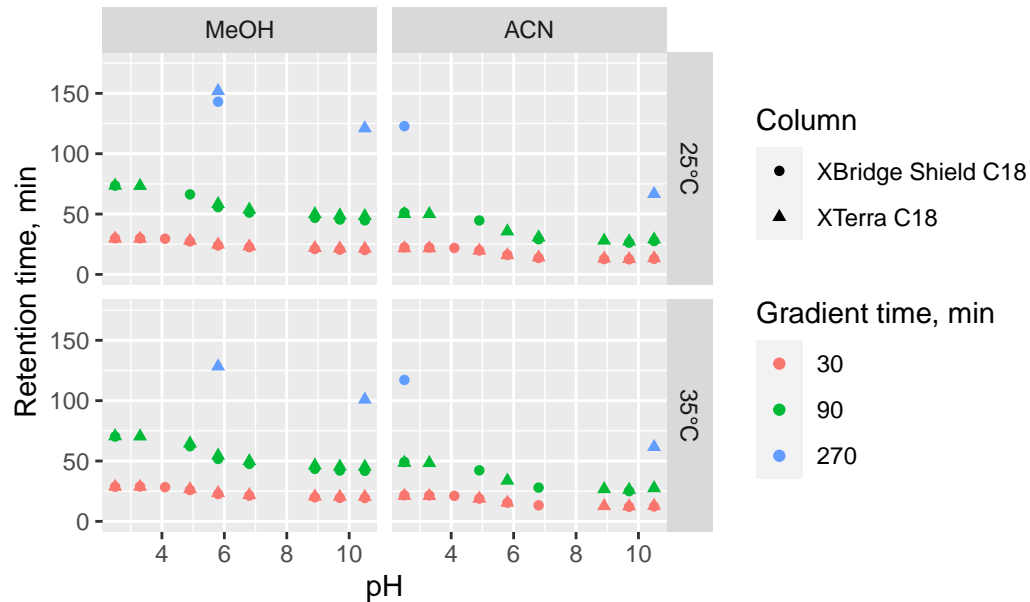 MeOH
ACN
Retention time, min
150
100
50
0
25°C
150
100
50
0
35°C
4 6 8 10
4 6 8 10
pH
Column
XBridge Shield C18
XTerra C18
Gradient time, min
30
90
270